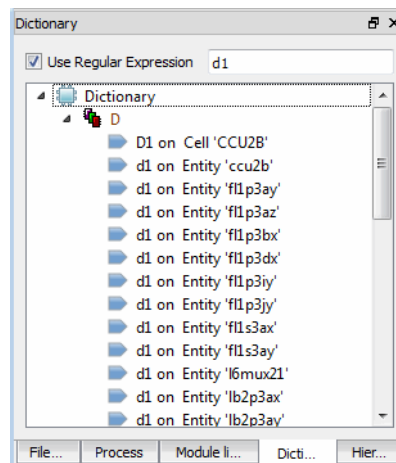 Dictionary
Use Regular Expression d1
Dictionary
D
D1 on Cell 'CCU2B'
d1 on Entity 'ccu2b'
d1 on Entity 'fl1p3ay'
d1 on Entity 'fl1p3az'
d1 on Entity 'fl1p3bx'
d1 on Entity 'fl1p3dx'
d1 on Entity 'fl1p3iy'
d1 on Entity 'fl1p3jy'
d1 on Entity 'fl1s3ax'
d1 on Entity 'fl1s3ay'
d1 on Entity 'l6mux21'
d1 on Entity 'lb2p3ax'
d1 on Entity 'lb2p3ay'
File... Process Module li... Dicti... Hier...